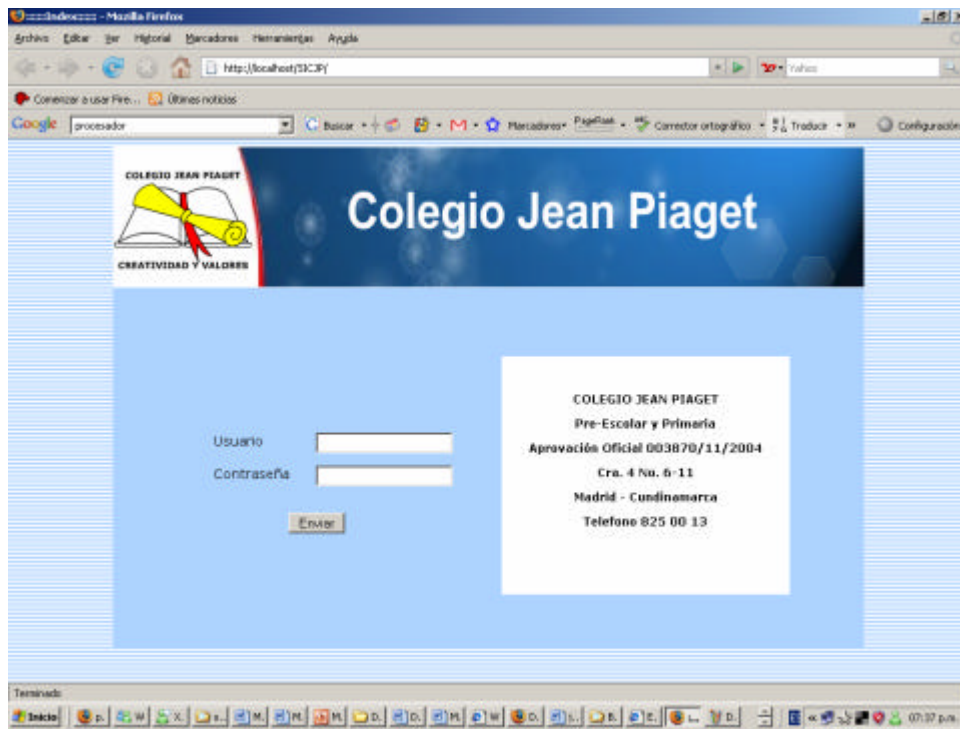 :::::Index::::: - Mozilla Firefox
Archivo Editar Ver Historial Marcadores Herramientas Ayuda
http://localhost/SICJP/
Yahoo
Comenzar a usar Fire... Últimas noticias
Google procesador Buscar Marcadores PageRank Corrector ortográfico Traducir Configuración
COLEGIO JEAN PIAGET
CREATIVIDAD Y VALORES
Colegio Jean Piaget
COLEGIO JEAN PIAGET
Pre-Escolar y Primaria
Aprovación Oficial 003870/11/2004
Cra. 4 No. 6-11
Madrid - Cundinamarca
Telefono 825 00 13
Usuario
Contraseña
Enviar
Terminado
Inicio
07:37 p.m.